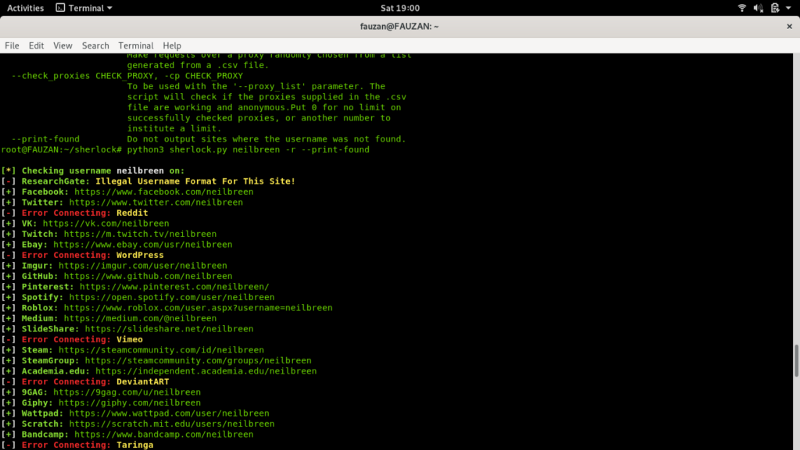 Activities Terminal Sat 19:00
fauzan@FAUZAN: ~ ×
File Edit View Search Terminal Help
Make requests over a proxy randomly chosen from a list
generated from a .csv file.
--check_proxies CHECK_PROXY, -cp CHECK_PROXY
To be used with the '--proxy_list' parameter. The
script will check if the proxies supplied in the .csv
file are working and anonymous.Put 0 for no limit on
successfully checked proxies, or another number to
institute a limit.
--print-found Do not output sites where the username was not found.
root@FAUZAN:~/sherlock# python3 sherlock.py neilbreen -r --print-found
[*] Checking username neilbreen on:
[-] ResearchGate: Illegal Username Format For This Site!
[+] Facebook: https://www.facebook.com/neilbreen
[+] Twitter: https://www.twitter.com/neilbreen
[-] Error Connecting: Reddit
[+] VK: https://vk.com/neilbreen
[+] Twitch: https://m.twitch.tv/neilbreen
[+] Ebay: https://www.ebay.com/usr/neilbreen
[-] Error Connecting: WordPress
[+] Imgur: https://imgur.com/user/neilbreen
[+] GitHub: https://www.github.com/neilbreen
[+] Pinterest: https://www.pinterest.com/neilbreen/
[+] Spotify: https://open.spotify.com/user/neilbreen
[+] Roblox: https://www.roblox.com/user.aspx?username=neilbreen
[+] Medium: https://medium.com/@neilbreen
[+] SlideShare: https://slideshare.net/neilbreen
[-] Error Connecting: Vimeo
[+] Steam: https://steamcommunity.com/id/neilbreen
[+] SteamGroup: https://steamcommunity.com/groups/neilbreen
[+] Academia.edu: https://independent.academia.edu/neilbreen
[-] Error Connecting: DeviantART
[+] 9GAG: https://9gag.com/u/neilbreen
[+] Giphy: https://giphy.com/neilbreen
[+] Wattpad: https://www.wattpad.com/user/neilbreen
[+] Scratch: https://scratch.mit.edu/users/neilbreen
[+] Bandcamp: https://www.bandcamp.com/neilbreen
[-] Error Connecting: Taringa